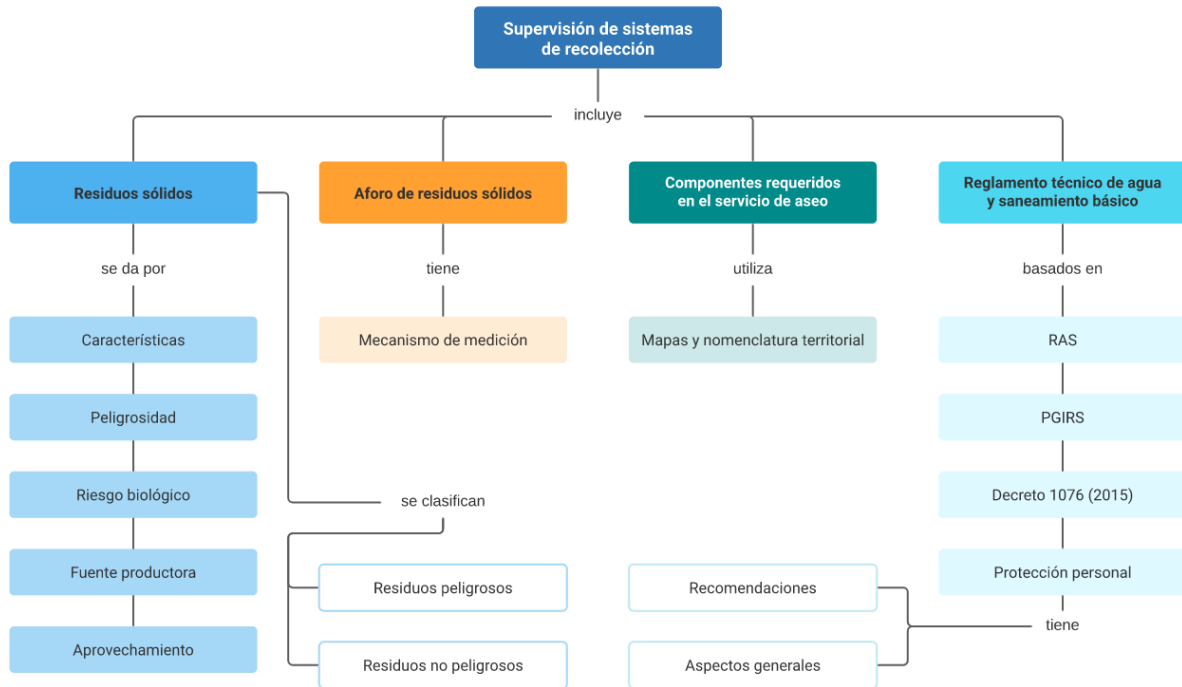 Supervisión de sistemas
de recolección
incluye
Residuos sólidos
Aforo de residuos sólidos
Componentes requeridos
en el servicio de aseo
Reglamento técnico de agua
y saneamiento básico
se da por
tiene
utiliza
basados en
Características
Mecanismo de medición
Mapas y nomenclatura territorial
RAS
Peligrosidad
PGIRS
Riesgo biológico
se clasifican
Decreto 1076 (2015)
Fuente productora
Residuos peligrosos
Recomendaciones
Protección personal
tiene
Aprovechamiento
Residuos no peligrosos
Aspectos generales